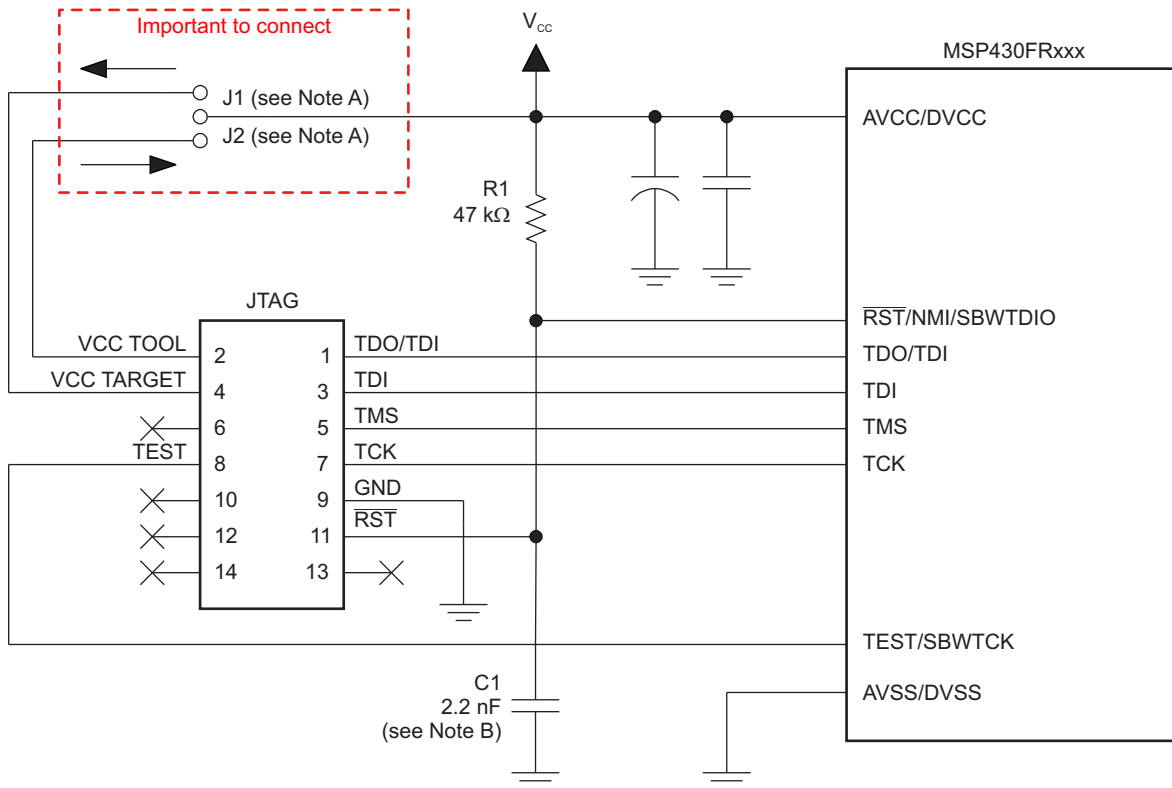 Important to connect
VCC
MSP430FRxxx
J1 (see Note A)
J2 (see Note A)
AVCC/DVCC
R1
47 kΩ
JTAG
RST/NMI/SBWTDIO
VCC TOOL 2 1 TDO/TDI TDO/TDI
VCC TARGET 4 3 TDI TDI
6 5 TMS TMS
TEST 8 7 TCK TCK
10 9 GND
12 11 RST
14 13
TEST/SBWTCK
C1
2.2 nF
(see Note B)
AVSS/DVSS